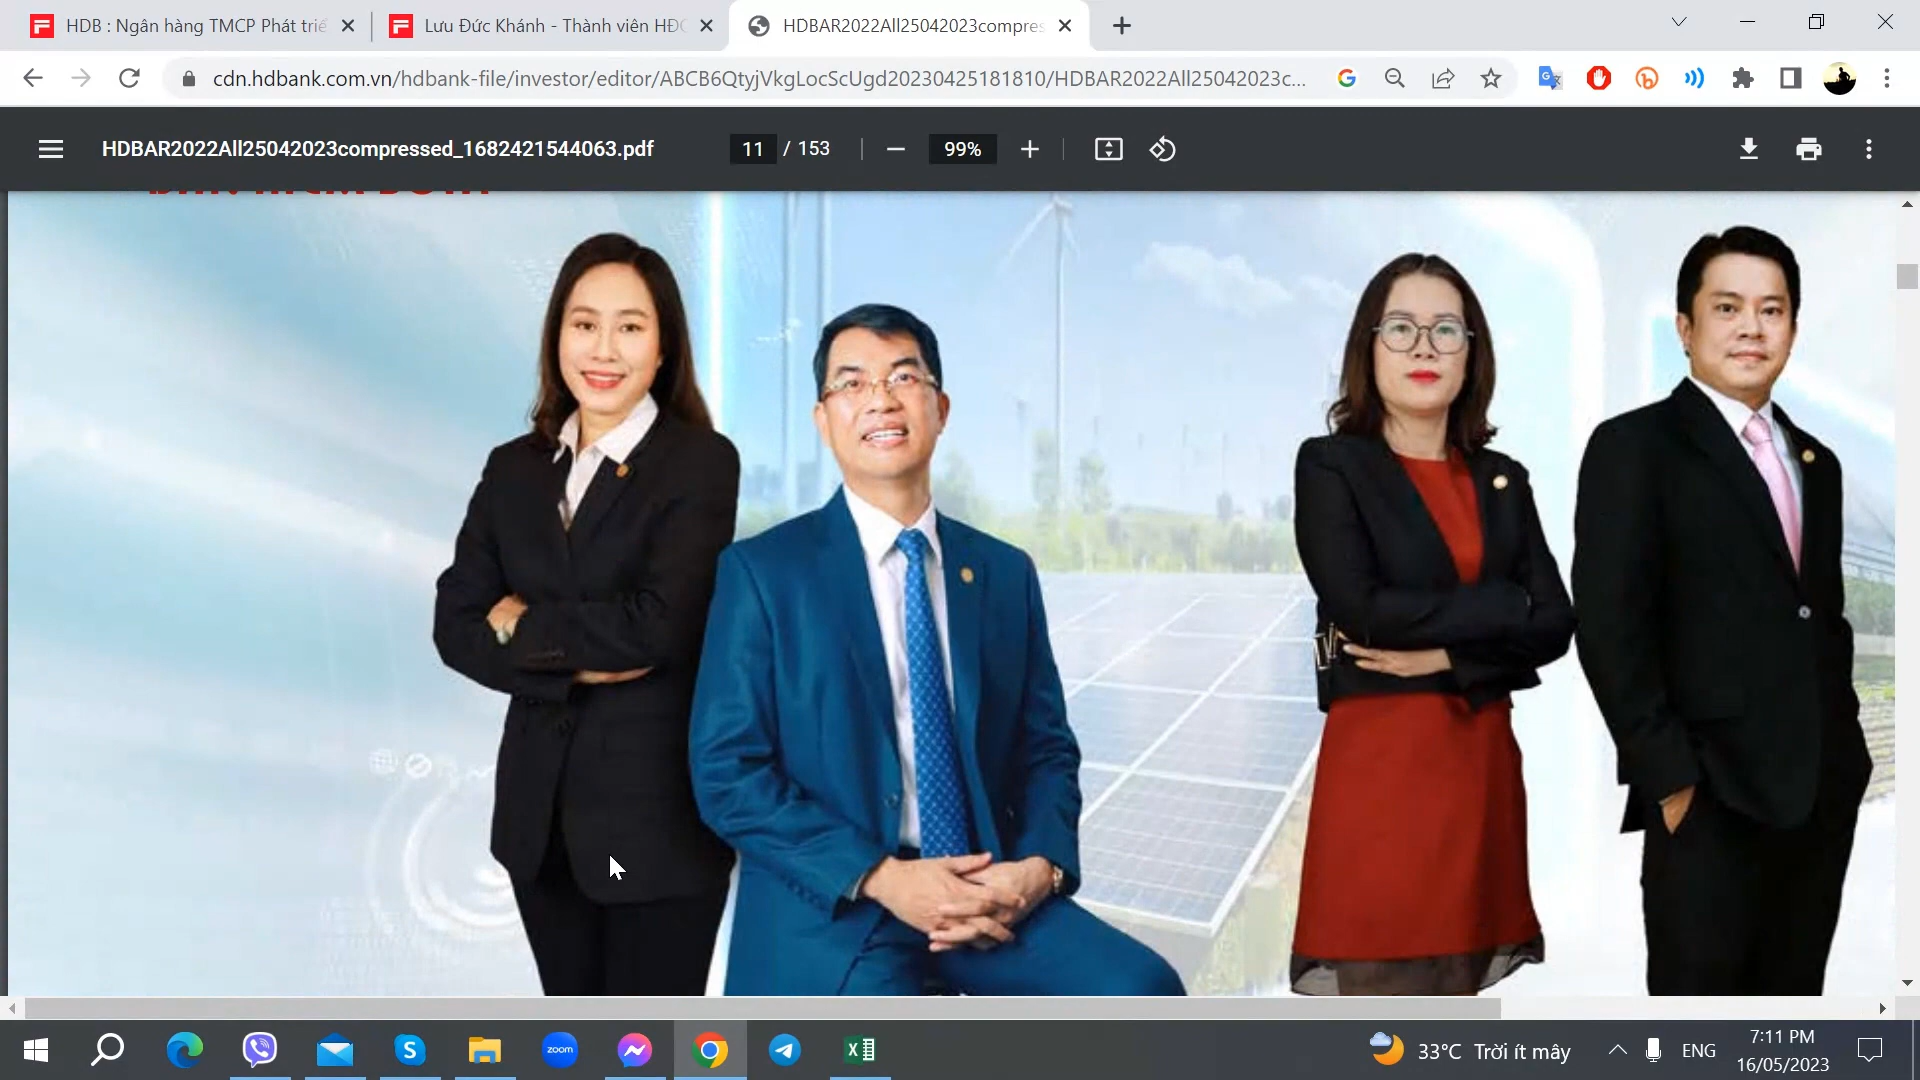 HDB : Ngân hàng TMCP Phát triể
Lưu Đức Khánh - Thành viên HĐQ
HDBAR2022All25042023compres
cdn.hdbank.com.vn/hdbank-file/investor/editor/ABCB6QtyjVkgLocScUgd20230425181810/HDBAR2022All25042023c...
HDBAR2022All25042023compressed_1682421544063.pdf
11 / 153
99%
zoom
33°C Trời ít mây
ENG
7:11 PM
16/05/2023